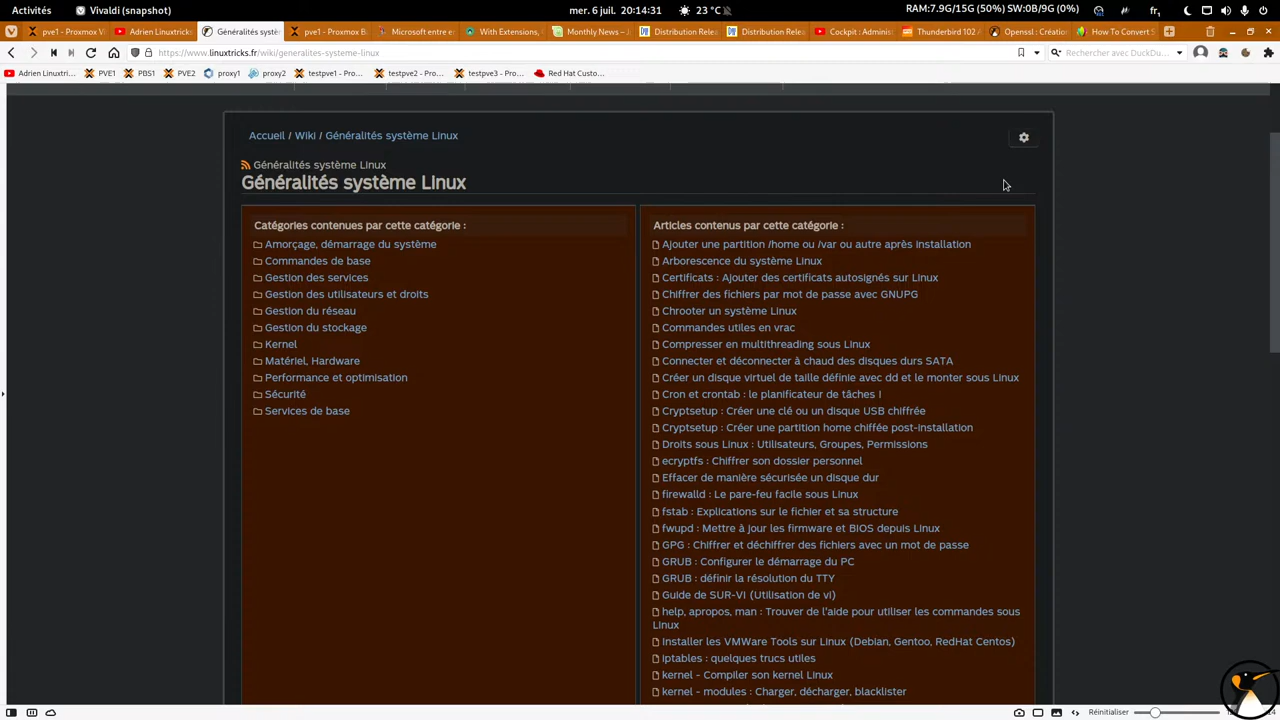 Activités Vivaldi (snapshot) mer. 6 juil. 20:14:31 23 °C RAM:7.9G/15G (50%) SW:0B/9G (0%) fr
pve1 - Proxmox V Adrien Linuxtrick Généralités systè pve1 - Proxmox B Microsoft entre er With Extensions, C Monthly News – J Distribution Relea Distribution Relea Cockpit : Adminis Thunderbird 102 A Openssl : Création How To Convert S
https://www.linuxtricks.fr/wiki/generalites-systeme-linux Rechercher avec DuckDu...
Adrien Linuxtri... PVE1 PBS1 PVE2 proxy1 proxy2 testpve1 - Pro... testpve2 - Pro... testpve3 - Pro... Red Hat Custo...
Accueil / Wiki / Généralités système Linux
Généralités système Linux
Généralités système Linux
Catégories contenues par cette catégorie :
Amorçage, démarrage du système
Commandes de base
Gestion des services
Gestion des utilisateurs et droits
Gestion du réseau
Gestion du stockage
Kernel
Matériel, Hardware
Performance et optimisation
Sécurité
Services de base
Articles contenus par cette catégorie :
Ajouter une partition /home ou /var ou autre après installation
Arborescence du système Linux
Certificats : Ajouter des certificats autosignés sur Linux
Chiffrer des fichiers par mot de passe avec GNUPG
Chrooter un système Linux
Commandes utiles en vrac
Compresser en multithreading sous Linux
Connecter et déconnecter à chaud des disques durs SATA
Créer un disque virtuel de taille définie avec dd et le monter sous Linux
Cron et crontab : le planificateur de tâches !
Cryptsetup : Créer une clé ou un disque USB chiffrée
Cryptsetup : Créer une partition home chiffée post-installation
Droits sous Linux : Utilisateurs, Groupes, Permissions
ecryptfs : Chiffrer son dossier personnel
Effacer de manière sécurisée un disque dur
firewalld : Le pare-feu facile sous Linux
fstab : Explications sur le fichier et sa structure
fwupd : Mettre à jour les firmware et BIOS depuis Linux
GPG : Chiffrer et déchiffrer des fichiers avec un mot de passe
GRUB : Configurer le démarrage du PC
GRUB : définir la résolution du TTY
Guide de SUR-VI (Utilisation de vi)
help, apropos, man : Trouver de l'aide pour utiliser les commandes sous
Linux
Installer les VMWare Tools sur Linux (Debian, Gentoo, RedHat Centos)
iptables : quelques trucs utiles
kernel - Compiler son kernel Linux
kernel - modules : Charger, décharger, blacklister
Réinitialiser